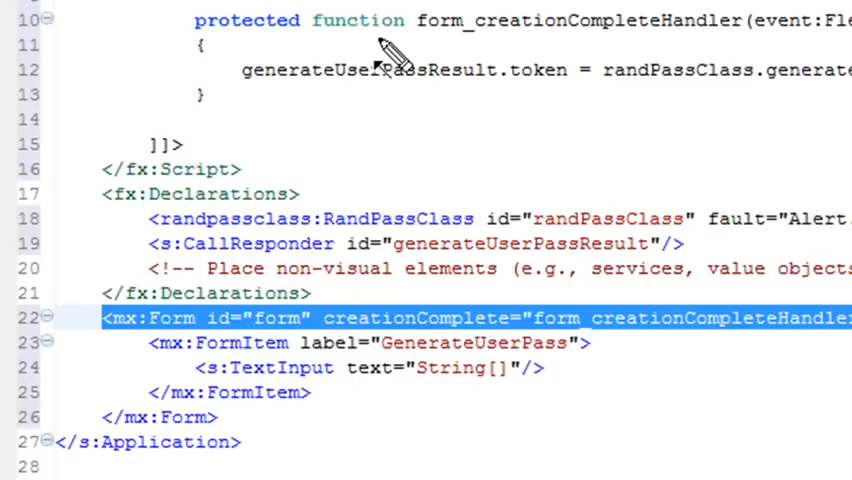 10 protected function form_creationCompleteHandler(event:Fle
11 {
12 generateUserPassResult.token = randPassClass.generate
13 }
14
15 ]]>
16 </fx:Script>
17 <fx:Declarations>
18 <randpassclass:RandPassClass id="randPassClass" fault="Alert.
19 <s:CallResponder id="generateUserPassResult"/>
20 <!-- Place non-visual elements (e.g., services, value objects
21 </fx:Declarations>
22 <mx:Form id="form" creationComplete="form_creationCompleteHandler
23 <mx:FormItem label="GenerateUserPass">
24 <s:TextInput text="String[]"/>
25 </mx:FormItem>
26 </mx:Form>
27 </s:Application>
28